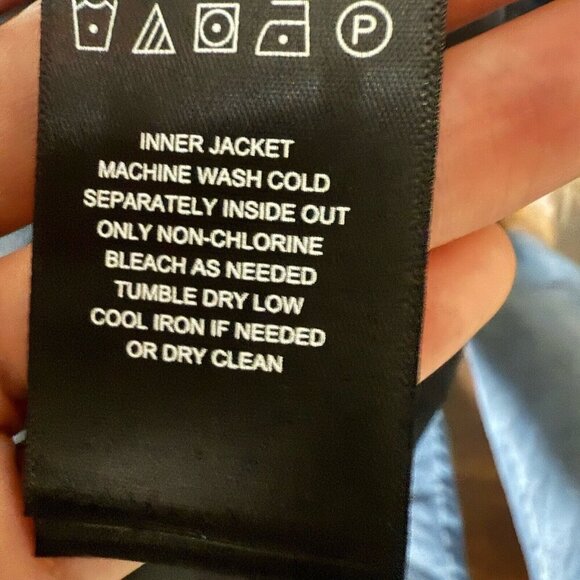 P
INNER JACKET
MACHINE WASH COLD
SEPARATELY INSIDE OUT
ONLY NON-CHLORINE
BLEACH AS NEEDED
TUMBLE DRY LOW
COOL IRON IF NEEDED
OR DRY CLEAN